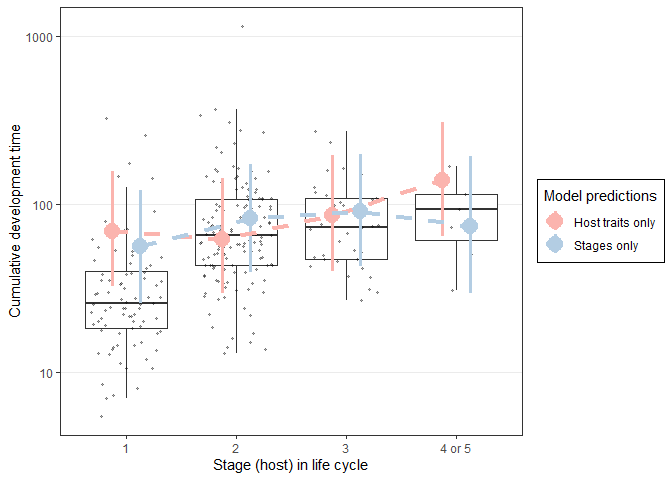 Cumulative development time
1000
100
10
1
2
3
4 or 5
Stage (host) in life cycle
Model predictions
Host traits only
Stages only